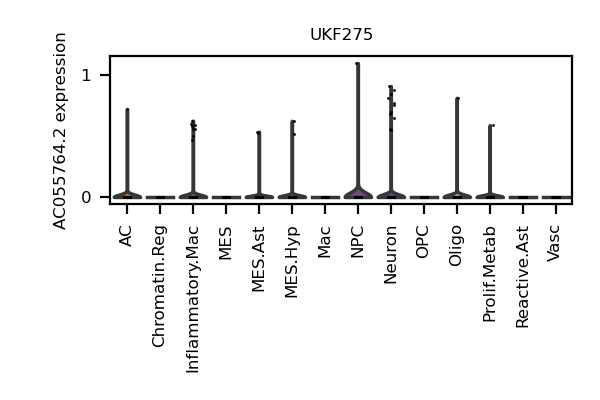 UKF275
AC055764.2 expression
1
0
AC
Chromatin.Reg
Inflammatory.Mac
MES
MES.Ast
MES.Hyp
Mac
NPC
Neuron
OPC
Oligo
Prolif.Metab
Reactive.Ast
Vasc